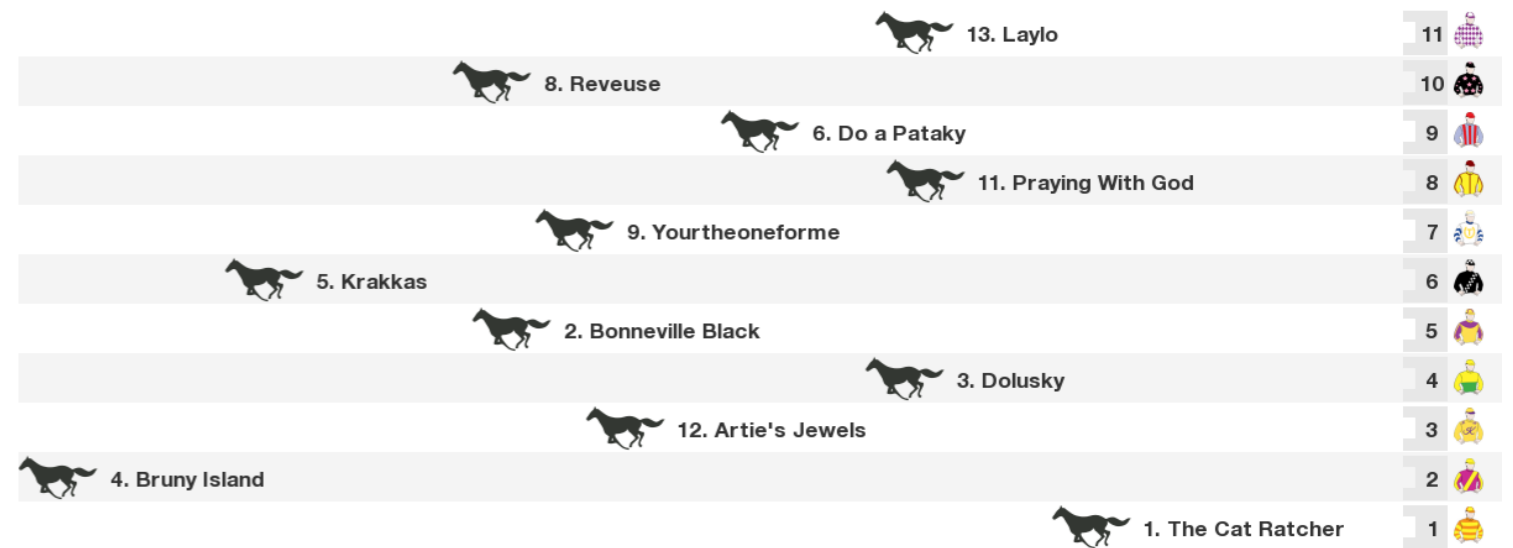 13. Laylo 11
8. Reveuse 10
6. Do a Pataky 9
11. Praying With God 8
9. Yourtheoneforme 7
5. Krakkas 6
2. Bonneville Black 5
3. Dolusky 4
12. Artie's Jewels 3
4. Bruny Island 2
1. The Cat Ratcher 1